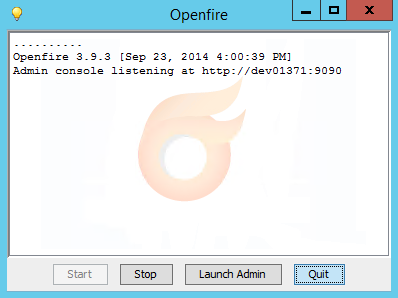 Openfire
..........
Openfire 3.9.3 [Sep 23, 2014 4:00:39 PM]
Admin console listening at http://dev01371:9090
Start Stop Launch Admin Quit